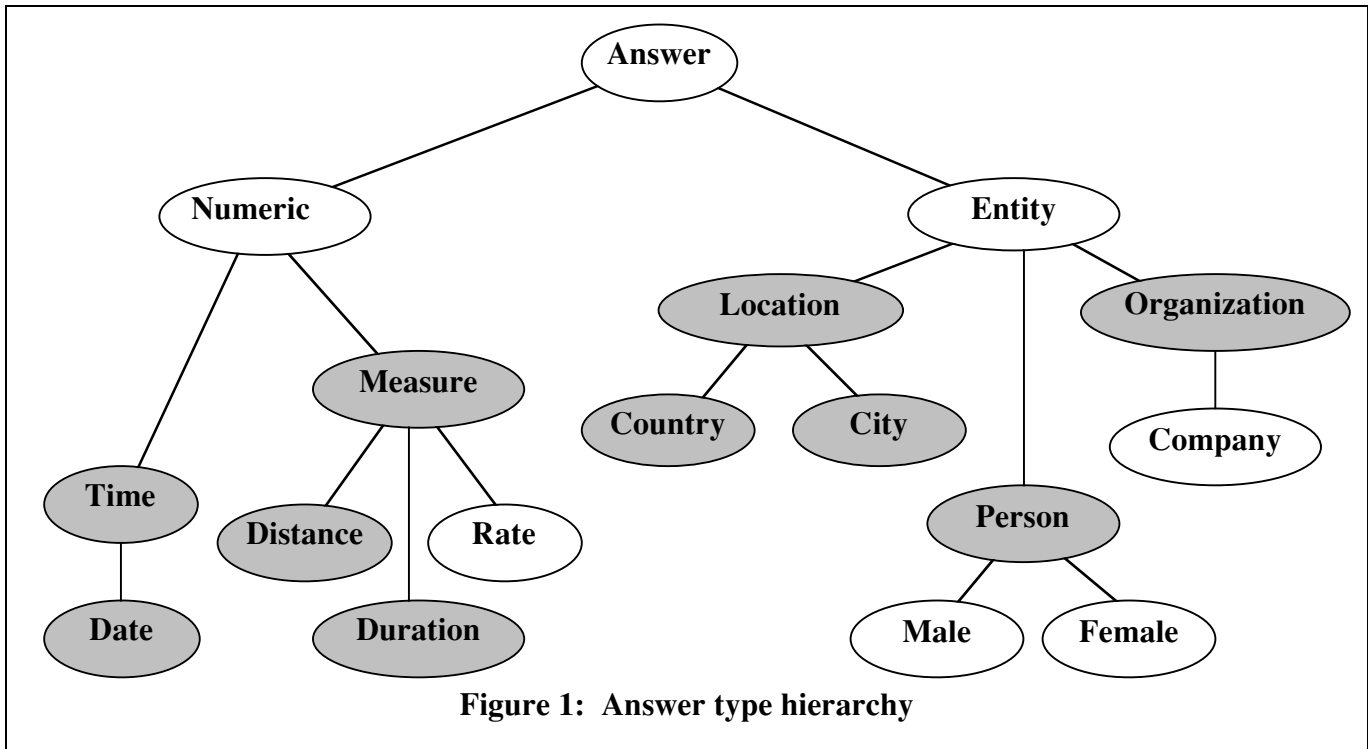 Answer
Numeric
Entity
Location
Organization
Measure
Country
City
Company
Time
Distance
Rate
Person
Date
Duration
Male
Female
Figure 1:  Answer type hierarchy